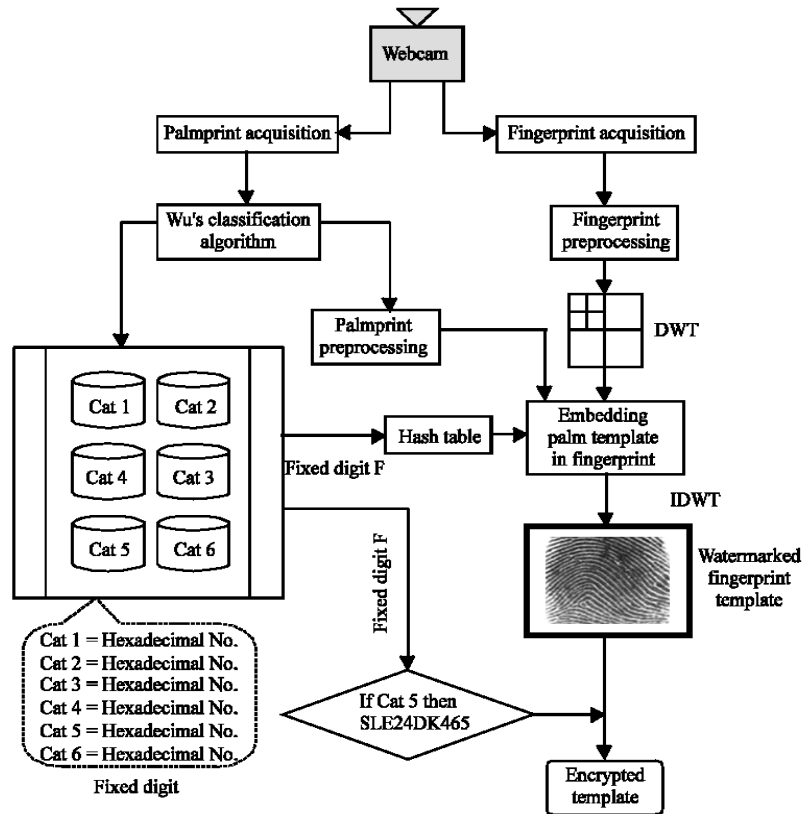 Webcam
Palmprint acquisition
Fingerprint acquisition
Wu's classification
algorithm
Fingerprint
preprocessing
Palmprint
preprocessing
DWT
Cat 1
Cat 2
Cat 4
Cat 3
Cat 5
Cat 6
Fixed digit F
Hash table
Embedding
palm template
in fingerprint
IDWT
Fixed digit F
Watermarked
fingerprint
template
Cat 1 = Hexadecimal No.
Cat 2 = Hexadecimal No.
Cat 3 = Hexadecimal No.
Cat 4 = Hexadecimal No.
Cat 5 = Hexadecimal No.
Cat 6 = Hexadecimal No.
Fixed digit
If Cat 5 then
SLE24DK465
Encrypted
template